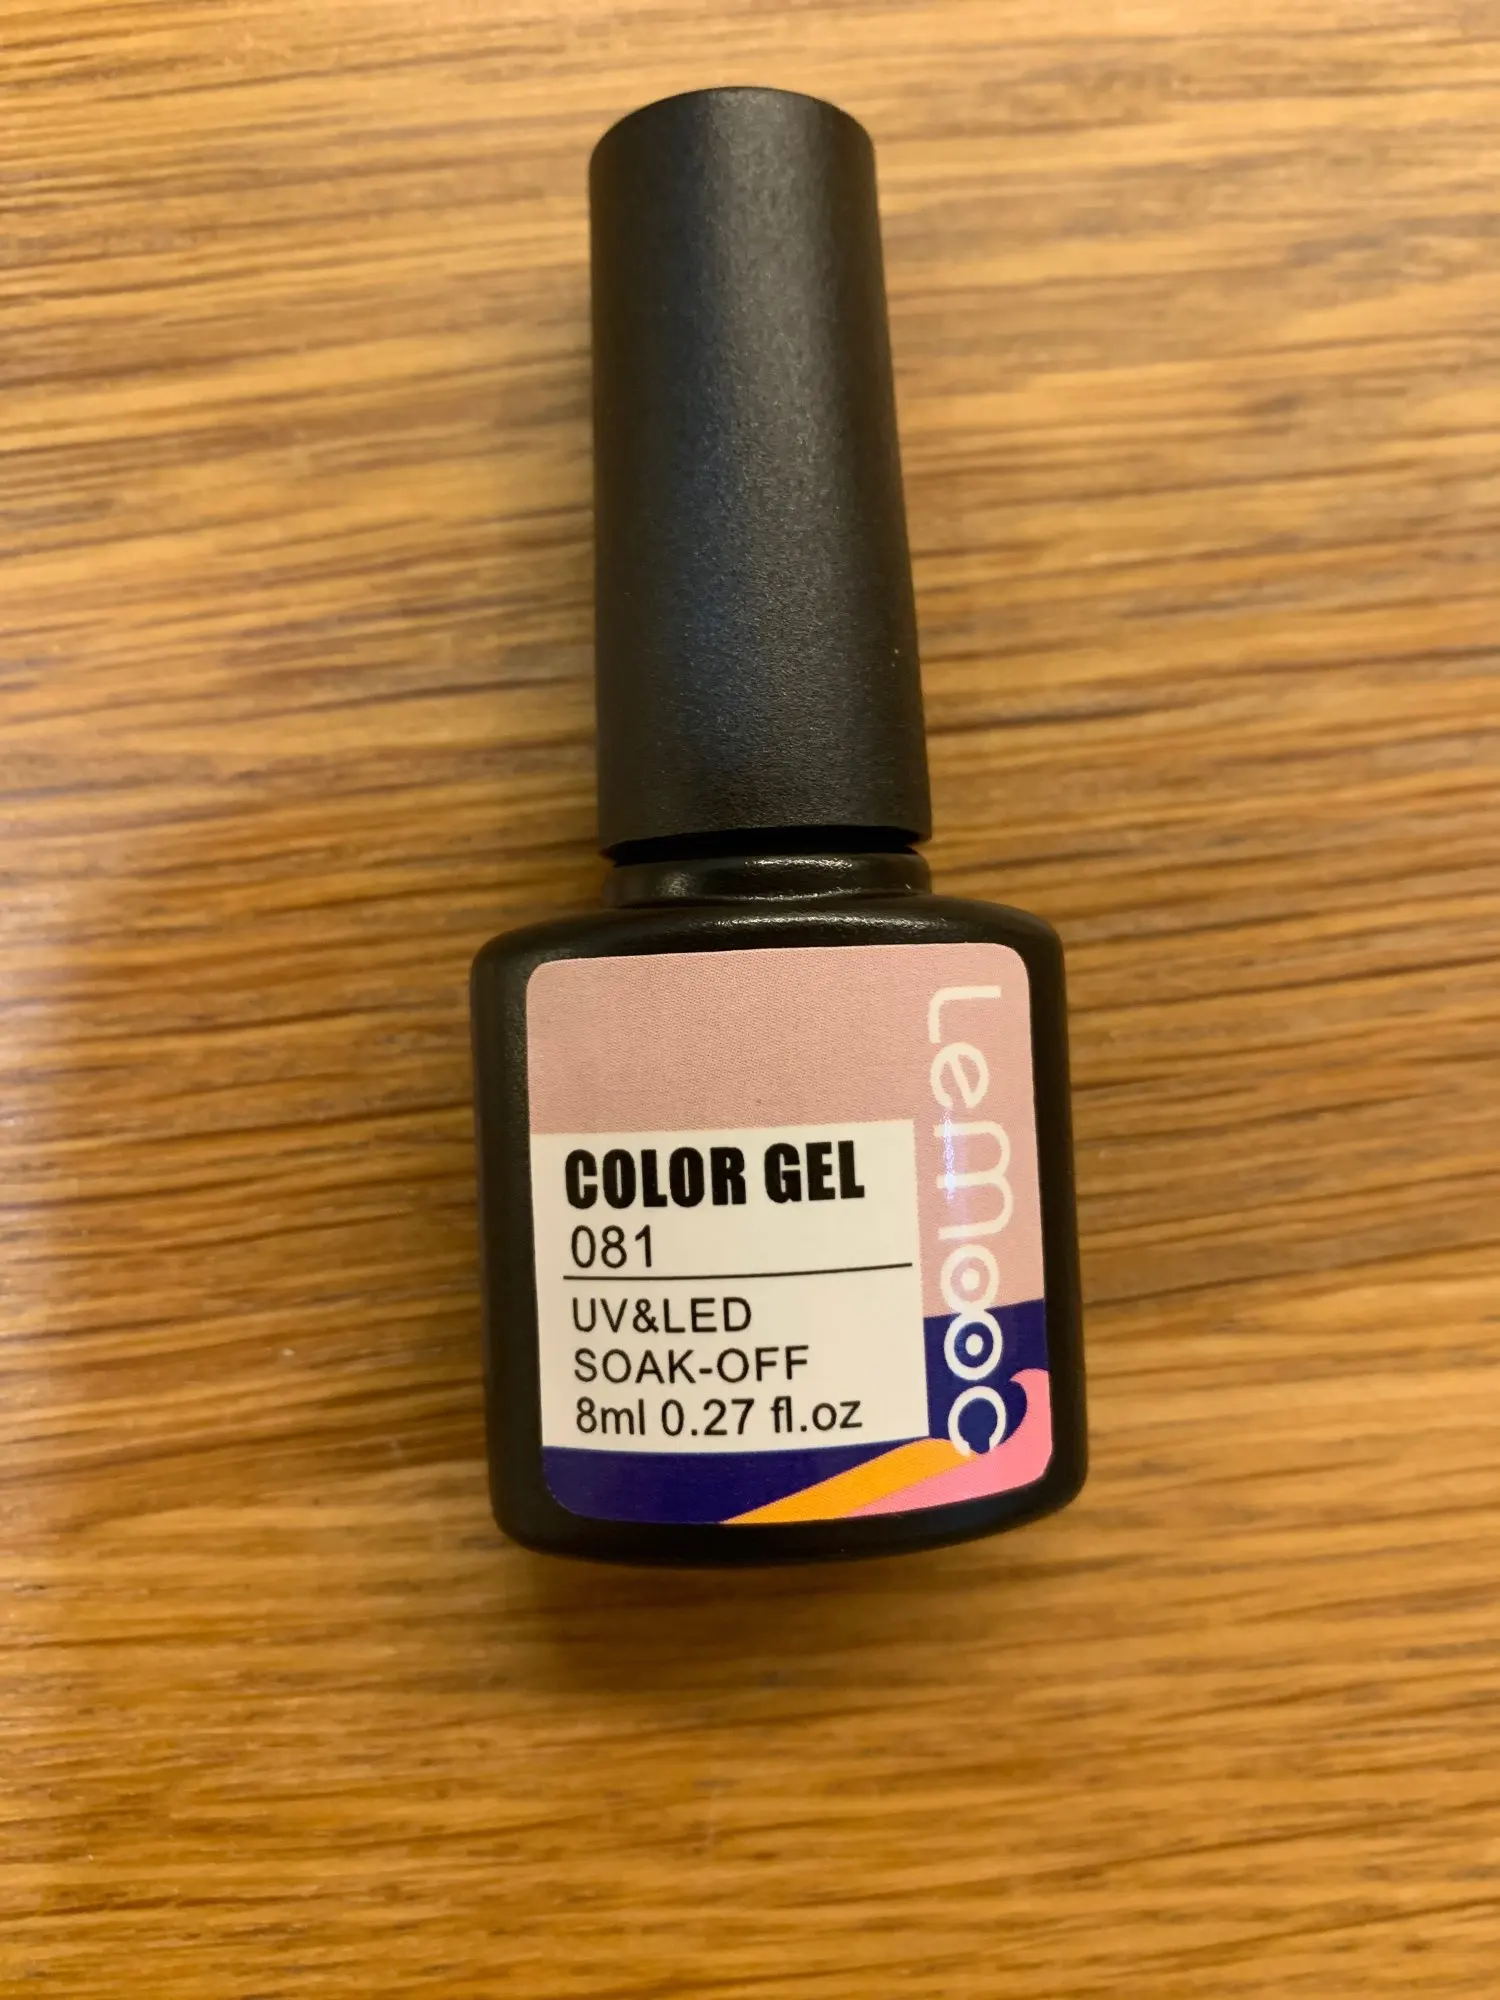 COLOR GEL
081
UV&LED
SOAK-OFF
8ml 0.27 fl.oz
Lemooc